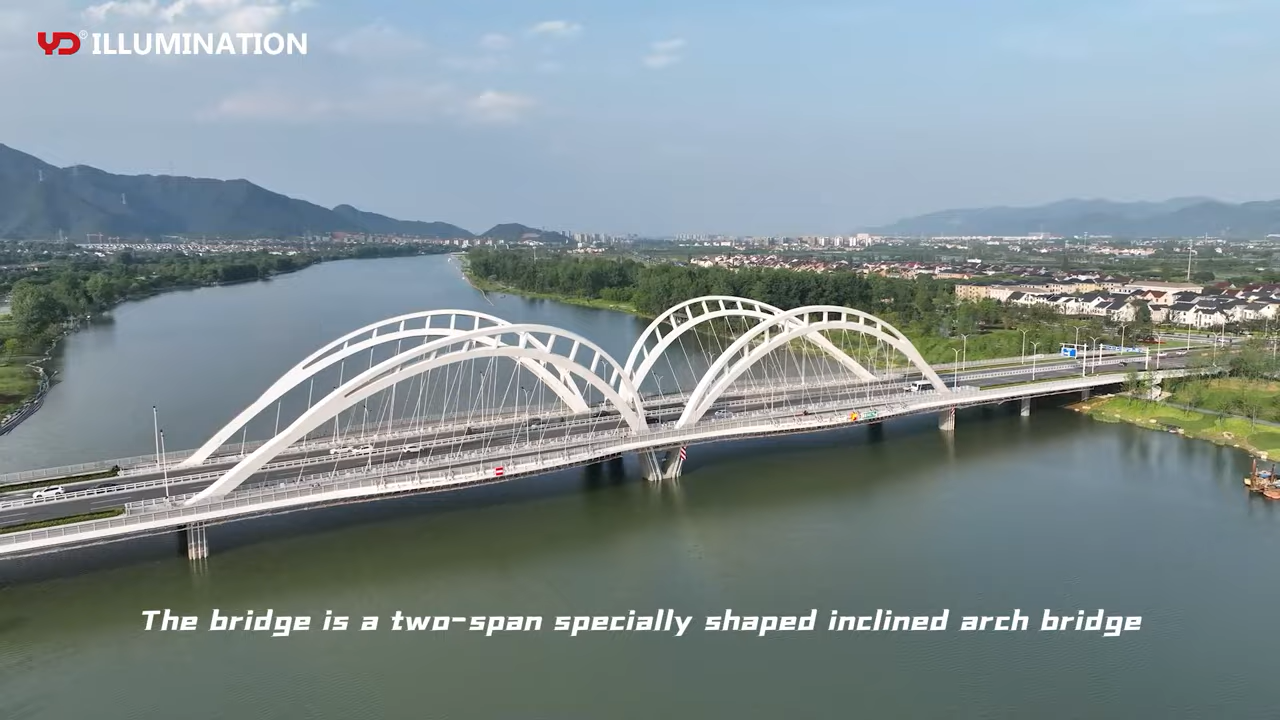 YD® ILLUMINATION
The bridge is a two-span specially shaped inclined arch bridge